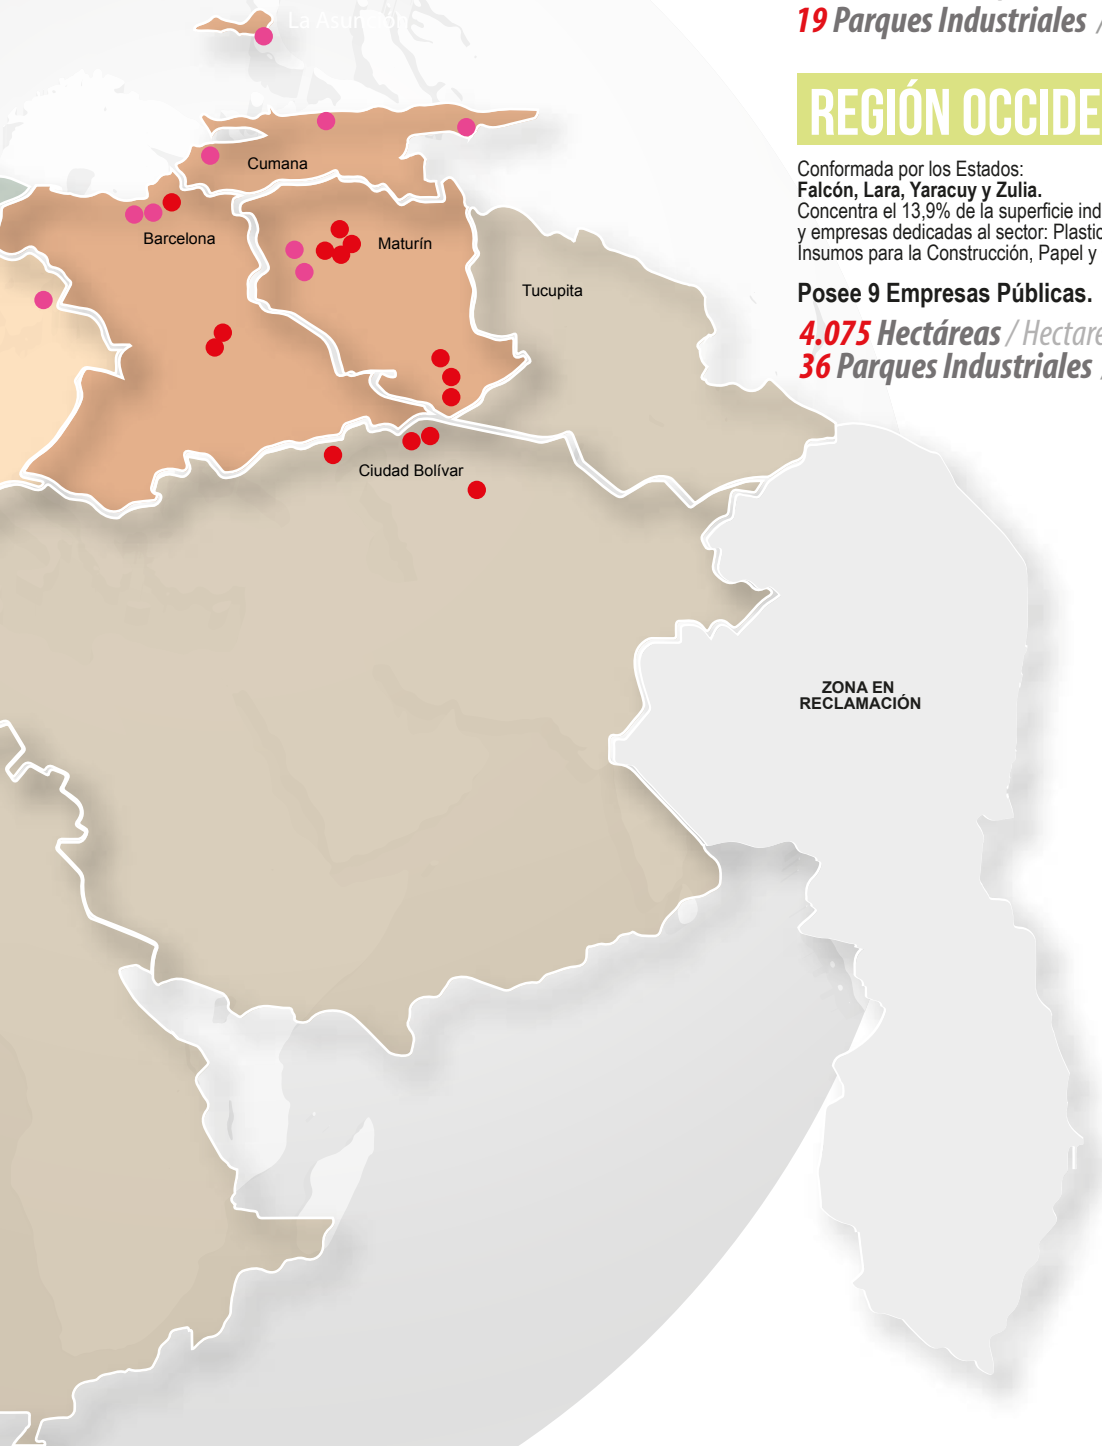 La Asunción
19 Parques Industriales /
REGIÓN OCCIDE
Conformada por los Estados:
Falcón, Lara, Yaracuy y Zulia.
Concentra el 13,9% de la superficie ind
y empresas dedicadas al sector: Plastic
Insumos para la Construcción, Papel y
Posee 9 Empresas Públicas.
4.075 Hectáreas / Hectare
36 Parques Industriales
Cumana
Barcelona
Maturín
Tucupita
Ciudad Bolívar
ZONA EN
RECLAMACIÓN